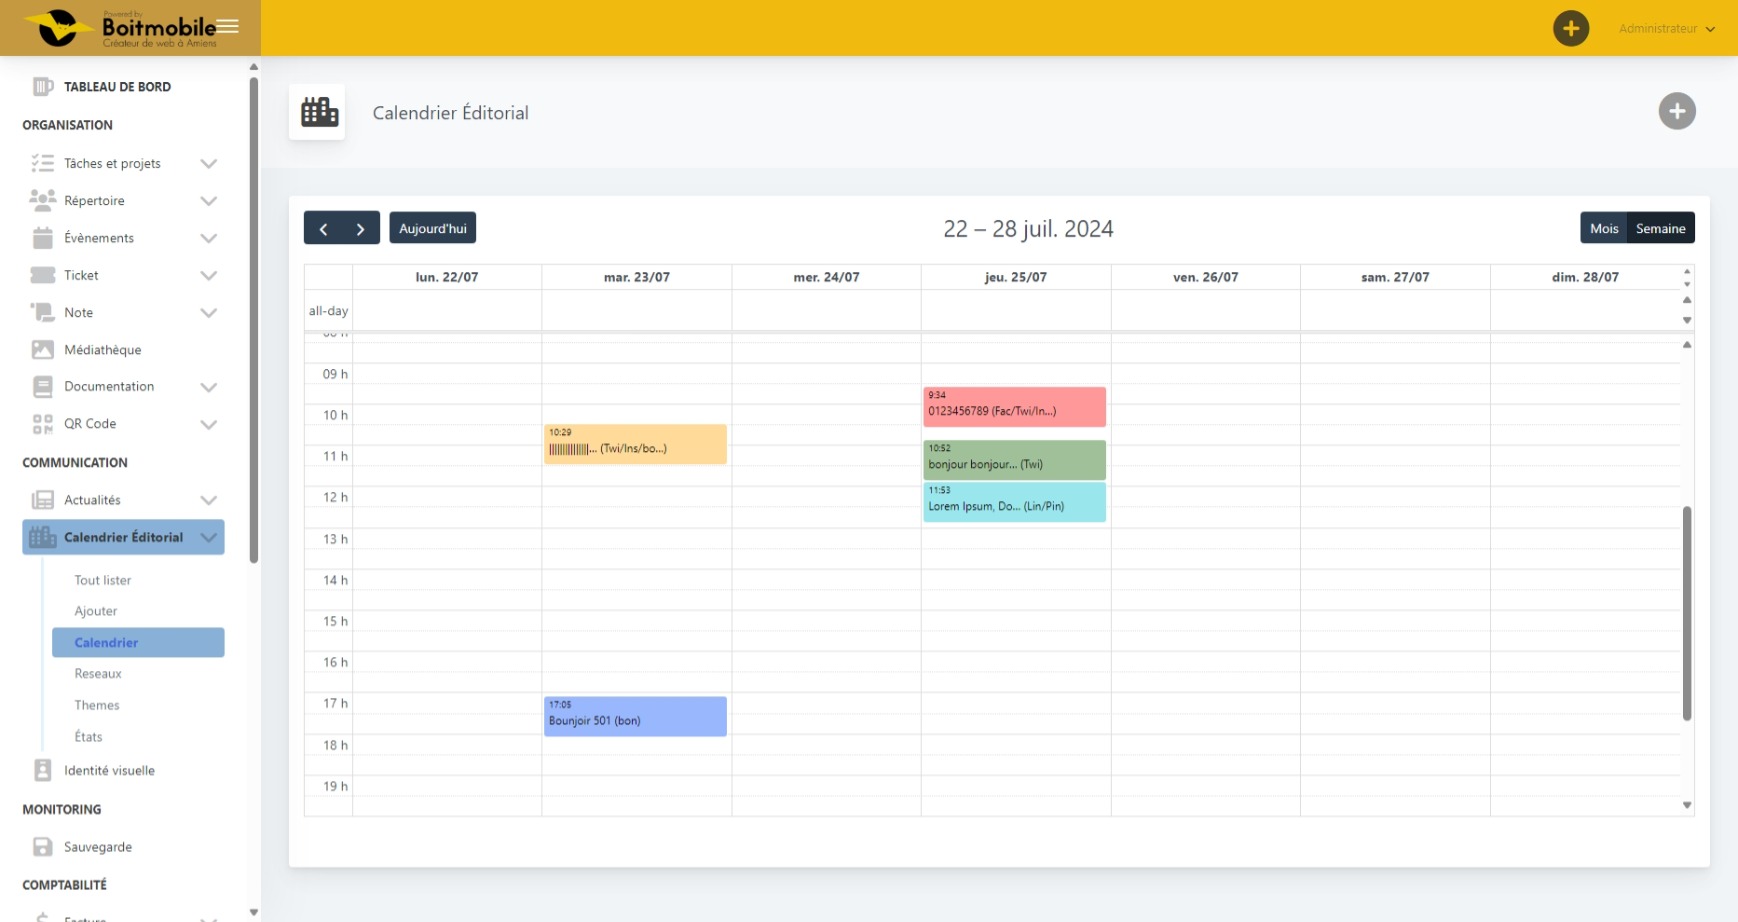 Powered by
Boitmobile
Créateur de web à Amiens
Administrateur
TABLEAU DE BORD
ORGANISATION
Tâches et projets
Répertoire
Évènements
Ticket
Note
Médiathèque
Documentation
QR Code
COMMUNICATION
Actualités
Calendrier Éditorial
Tout lister
Ajouter
Calendrier
Reseaux
Themes
États
Identité visuelle
MONITORING
Sauvegarde
COMPTABILITÉ
Facture
Calendrier Éditorial
Aujourd'hui
22 – 28 juil. 2024
Mois Semaine
lun. 22/07 mar. 23/07 mer. 24/07 jeu. 25/07 ven. 26/07 sam. 27/07 dim. 28/07
all-day
09 h
9:34
0123456789 (Fac/Twi/In...)
10 h
10:29
||||||||||||||... (Twi/Ins/bo...)
10:52
bonjour bonjour... (Twi)
11 h
11:53
Lorem Ipsum, Do... (Lin/Pin)
12 h
13 h
14 h
15 h
16 h
17 h
17:05
Bounjoir 501 (bon)
18 h
19 h